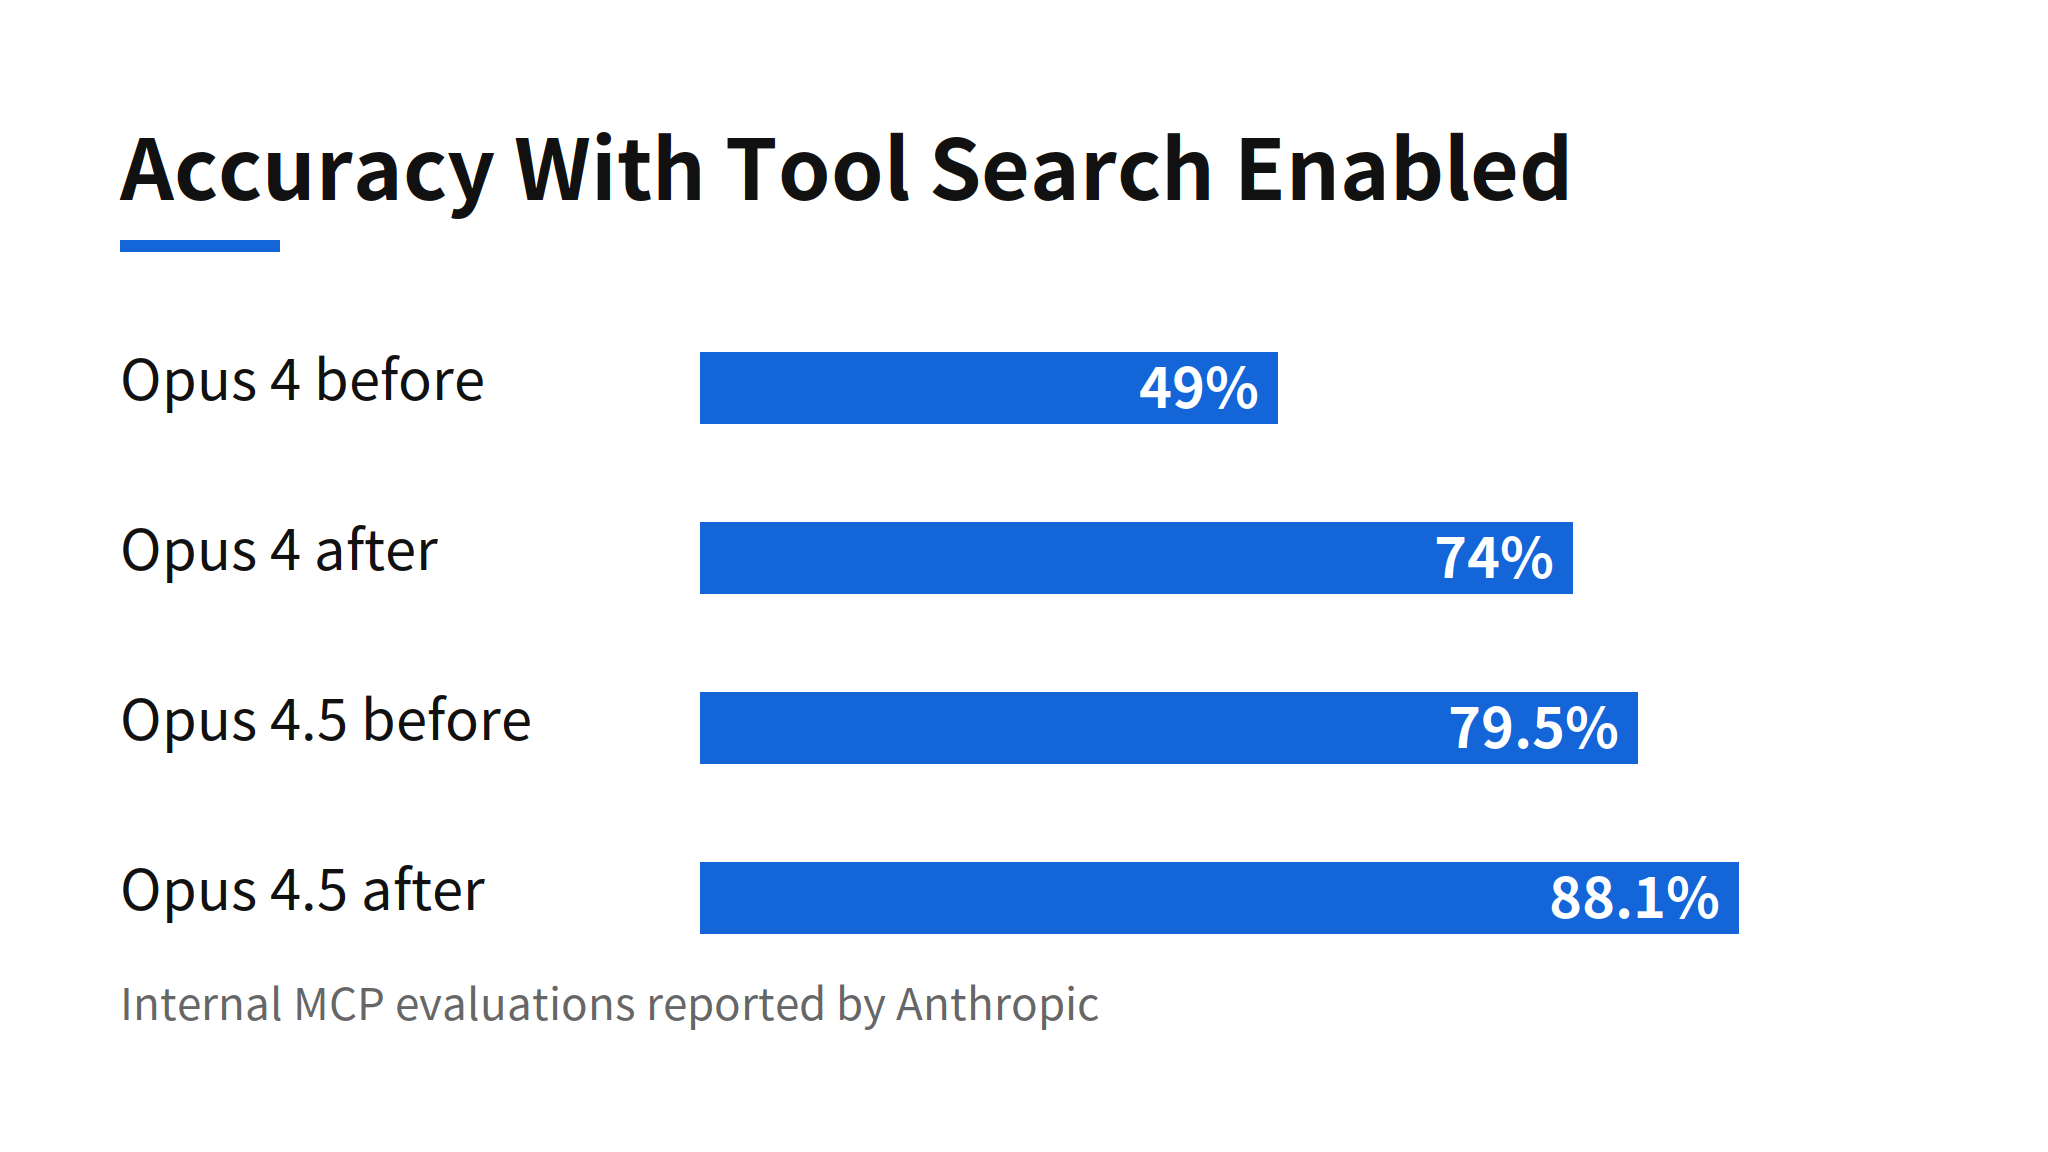 Accuracy With Tool Search Enabled
Opus 4 before 49%
Opus 4 after 74%
Opus 4.5 before 79.5%
Opus 4.5 after 88.1%
Internal MCP evaluations reported by Anthropic